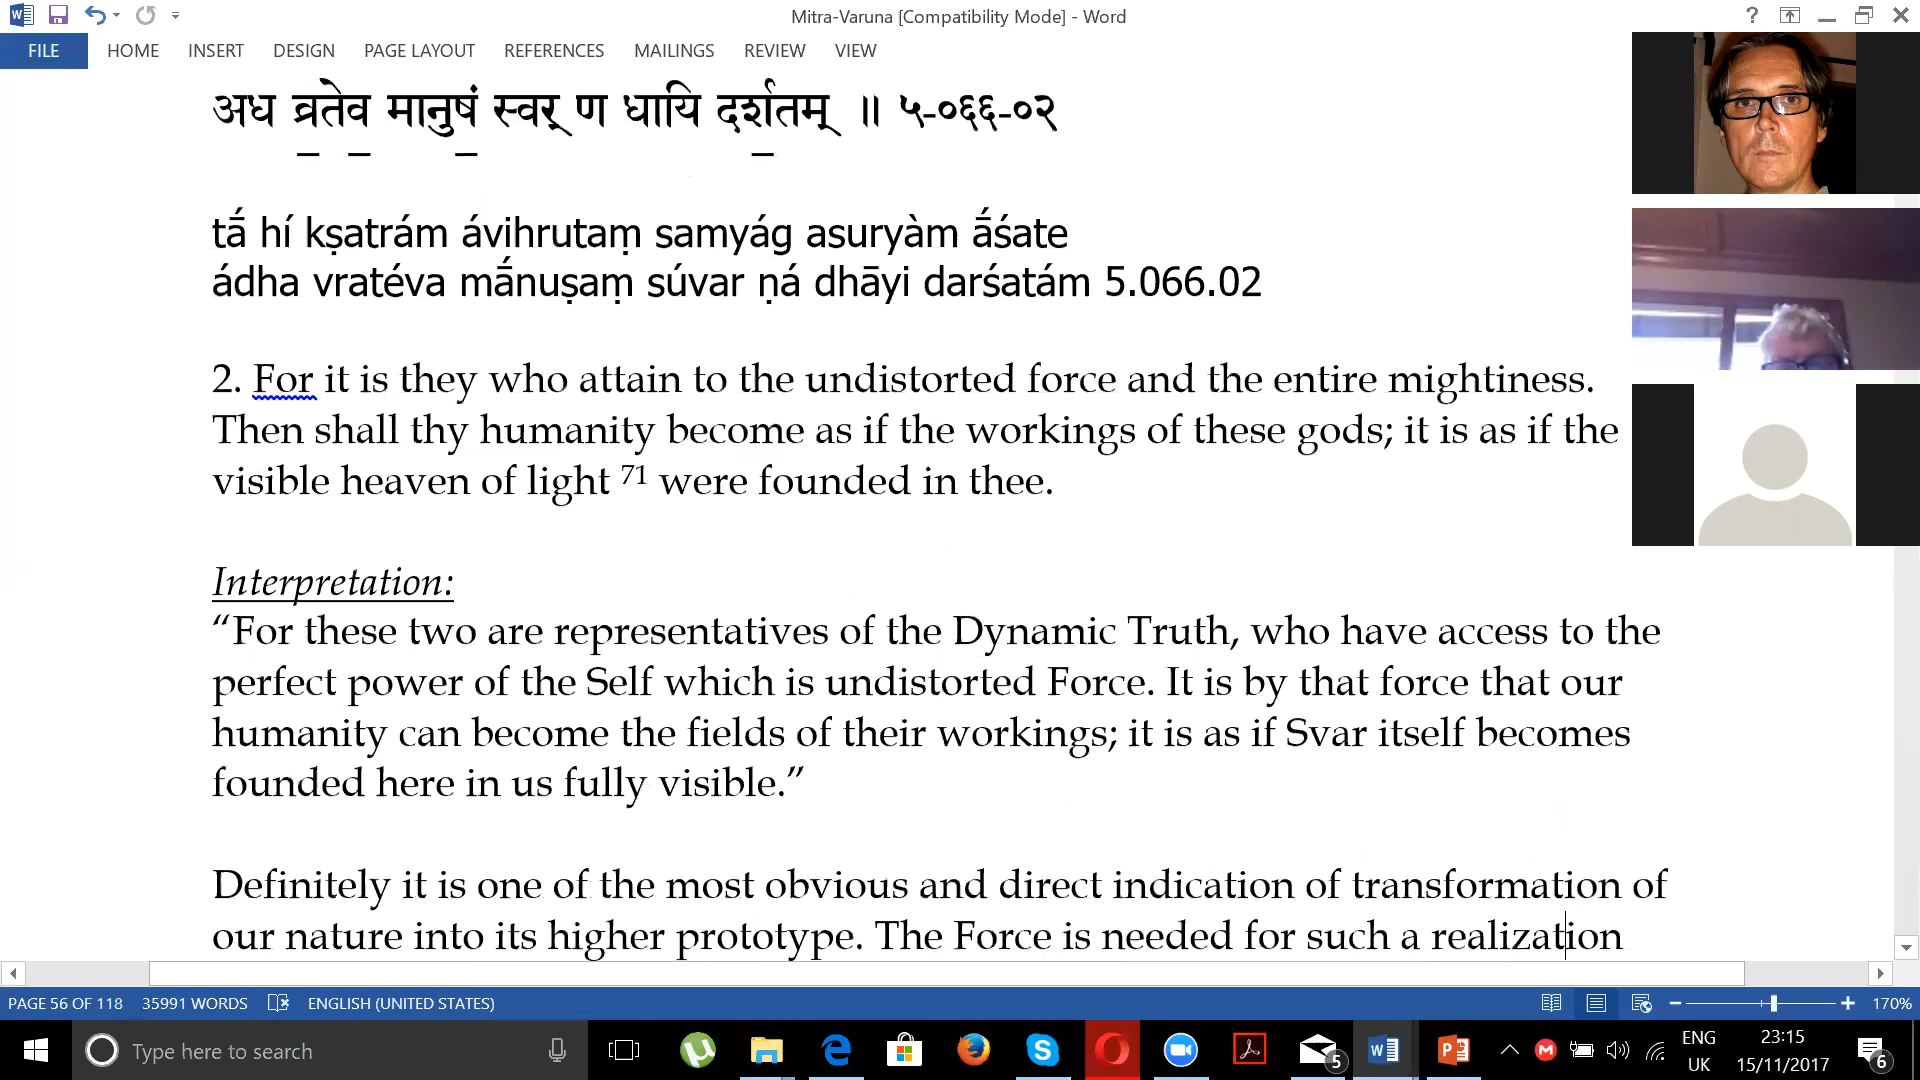 Mitra-Varuna [Compatibility Mode] - Word
FILE HOME INSERT DESIGN PAGE LAYOUT REFERENCES MAILINGS REVIEW VIEW
अध व्र॒ते॒व मानु॒षं स्वर् ण धायि दर्श॒तम् ॥ ५-०६६-०२
tā́ hí kṣatrám ávihrutaṃ samyág asuryàm ā́śate
ádha vratéva mā́nuṣaṃ súvar ṇá dhāyi darśatám 5.066.02
2. For it is they who attain to the undistorted force and the entire mightiness.
Then shall thy humanity become as if the workings of these gods; it is as if the
visible heaven of light 71 were founded in thee.
Interpretation:
“For these two are representatives of the Dynamic Truth, who have access to the
perfect power of the Self which is undistorted Force. It is by that force that our
humanity can become the fields of their workings; it is as if Svar itself becomes
founded here in us fully visible.”
Definitely it is one of the most obvious and direct indication of transformation of
our nature into its higher prototype. The Force is needed for such a realization
PAGE 56 OF 118 35991 WORDS ENGLISH (UNITED STATES) 170%
Type here to search 5 ENG 23:15 6
UK 15/11/2017